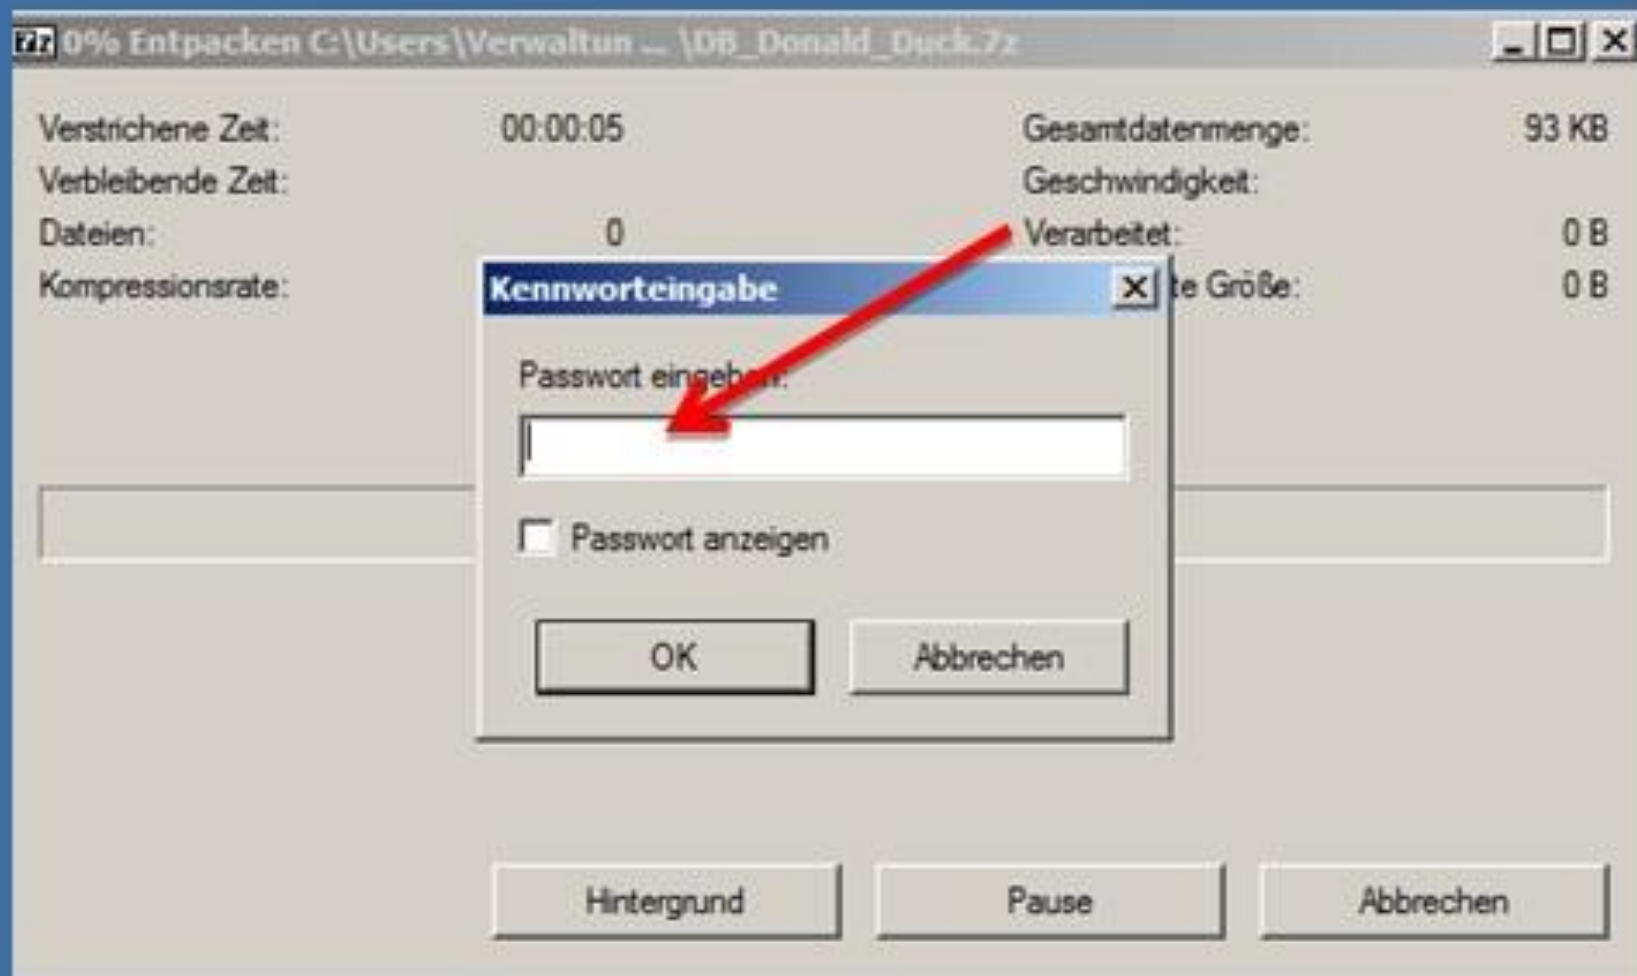 7z 0% Entpacken C:\Users\Verwaltun ... \DB_Donald_Duck.7z
Verstrichene Zeit: 00:00:05 Gesamtdatenmenge: 93 KB
Verbleibende Zeit: Geschwindigkeit:
Dateien: 0 Verarbeitet: 0 B
Kompressionsrate: te Größe: 0 B
Kennworteingabe
Passwort eingeben:
Passwort anzeigen
OK Abbrechen
Hintergrund Pause Abbrechen